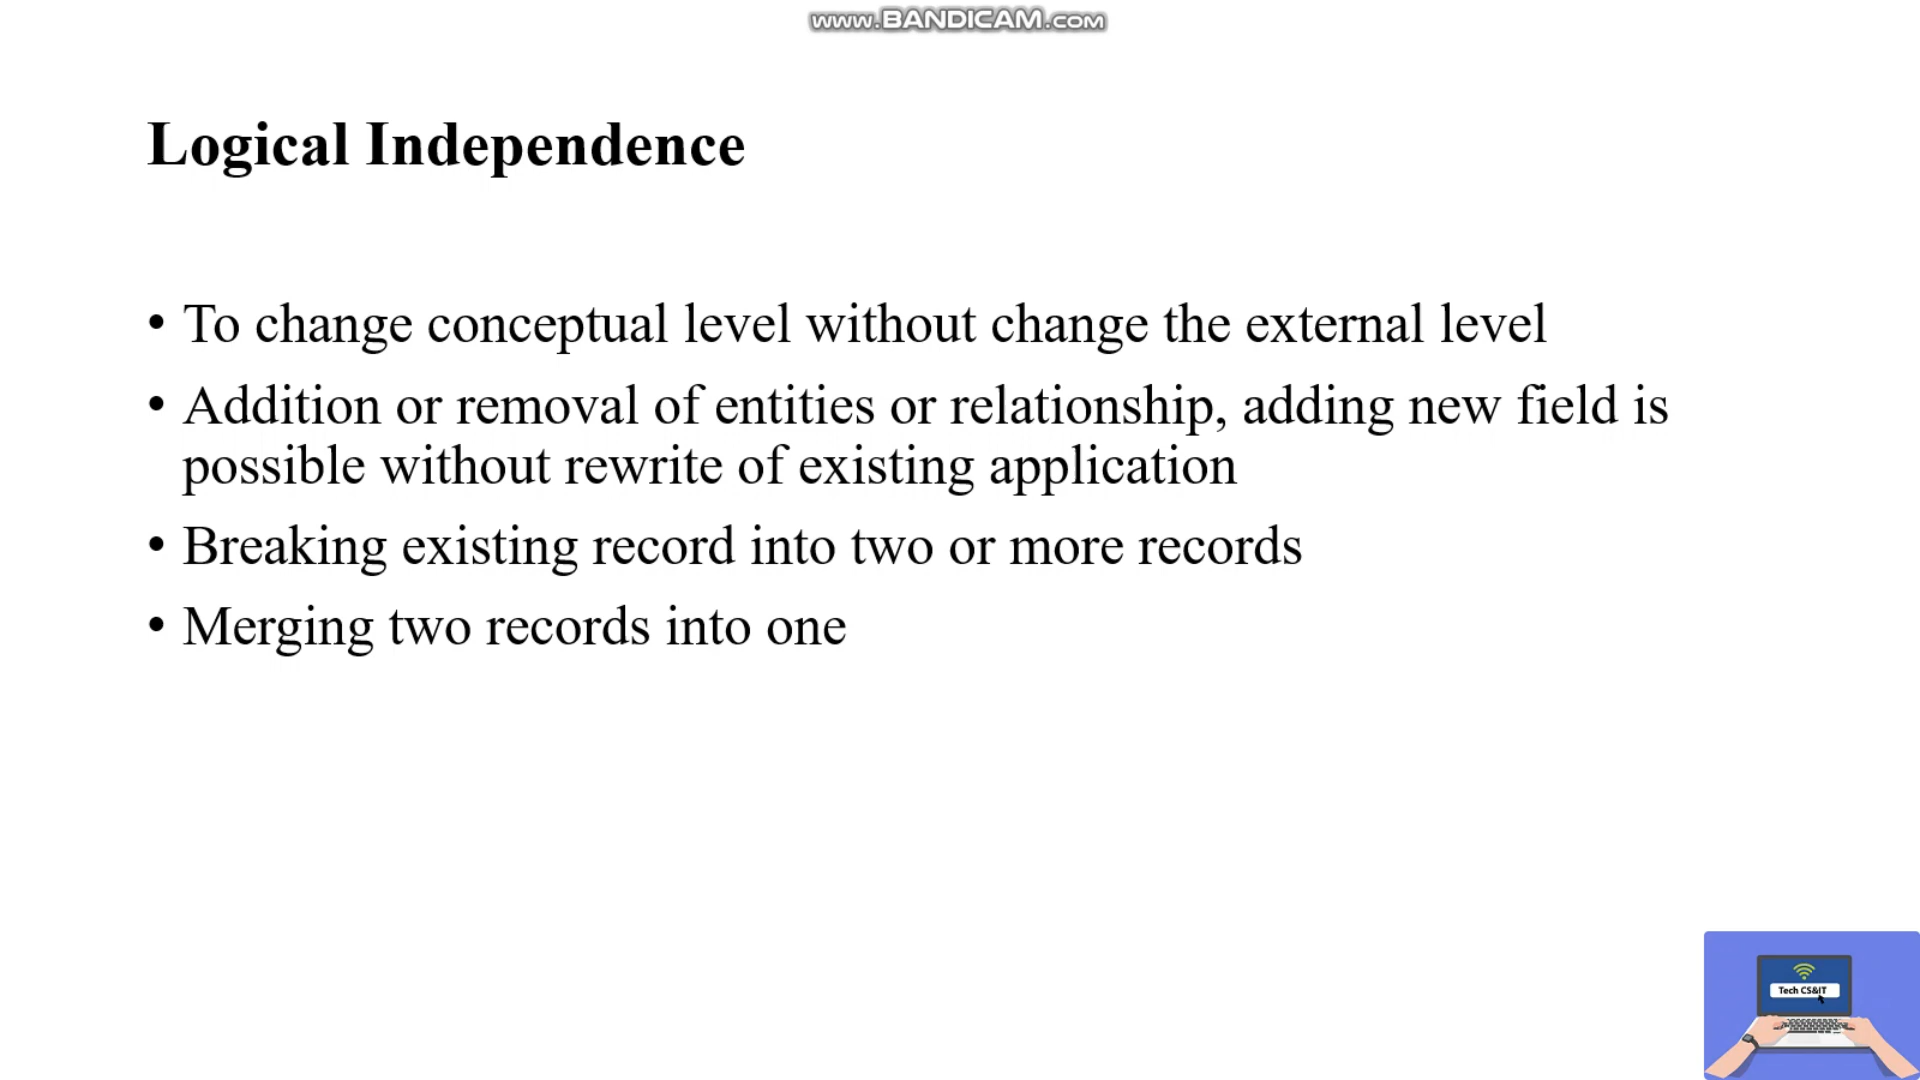 www.BANDICAM.com
Logical Independence
• To change conceptual level without change the external level
• Addition or removal of entities or relationship, adding new field is
possible without rewrite of existing application
• Breaking existing record into two or more records
• Merging two records into one
Tech CS&IT